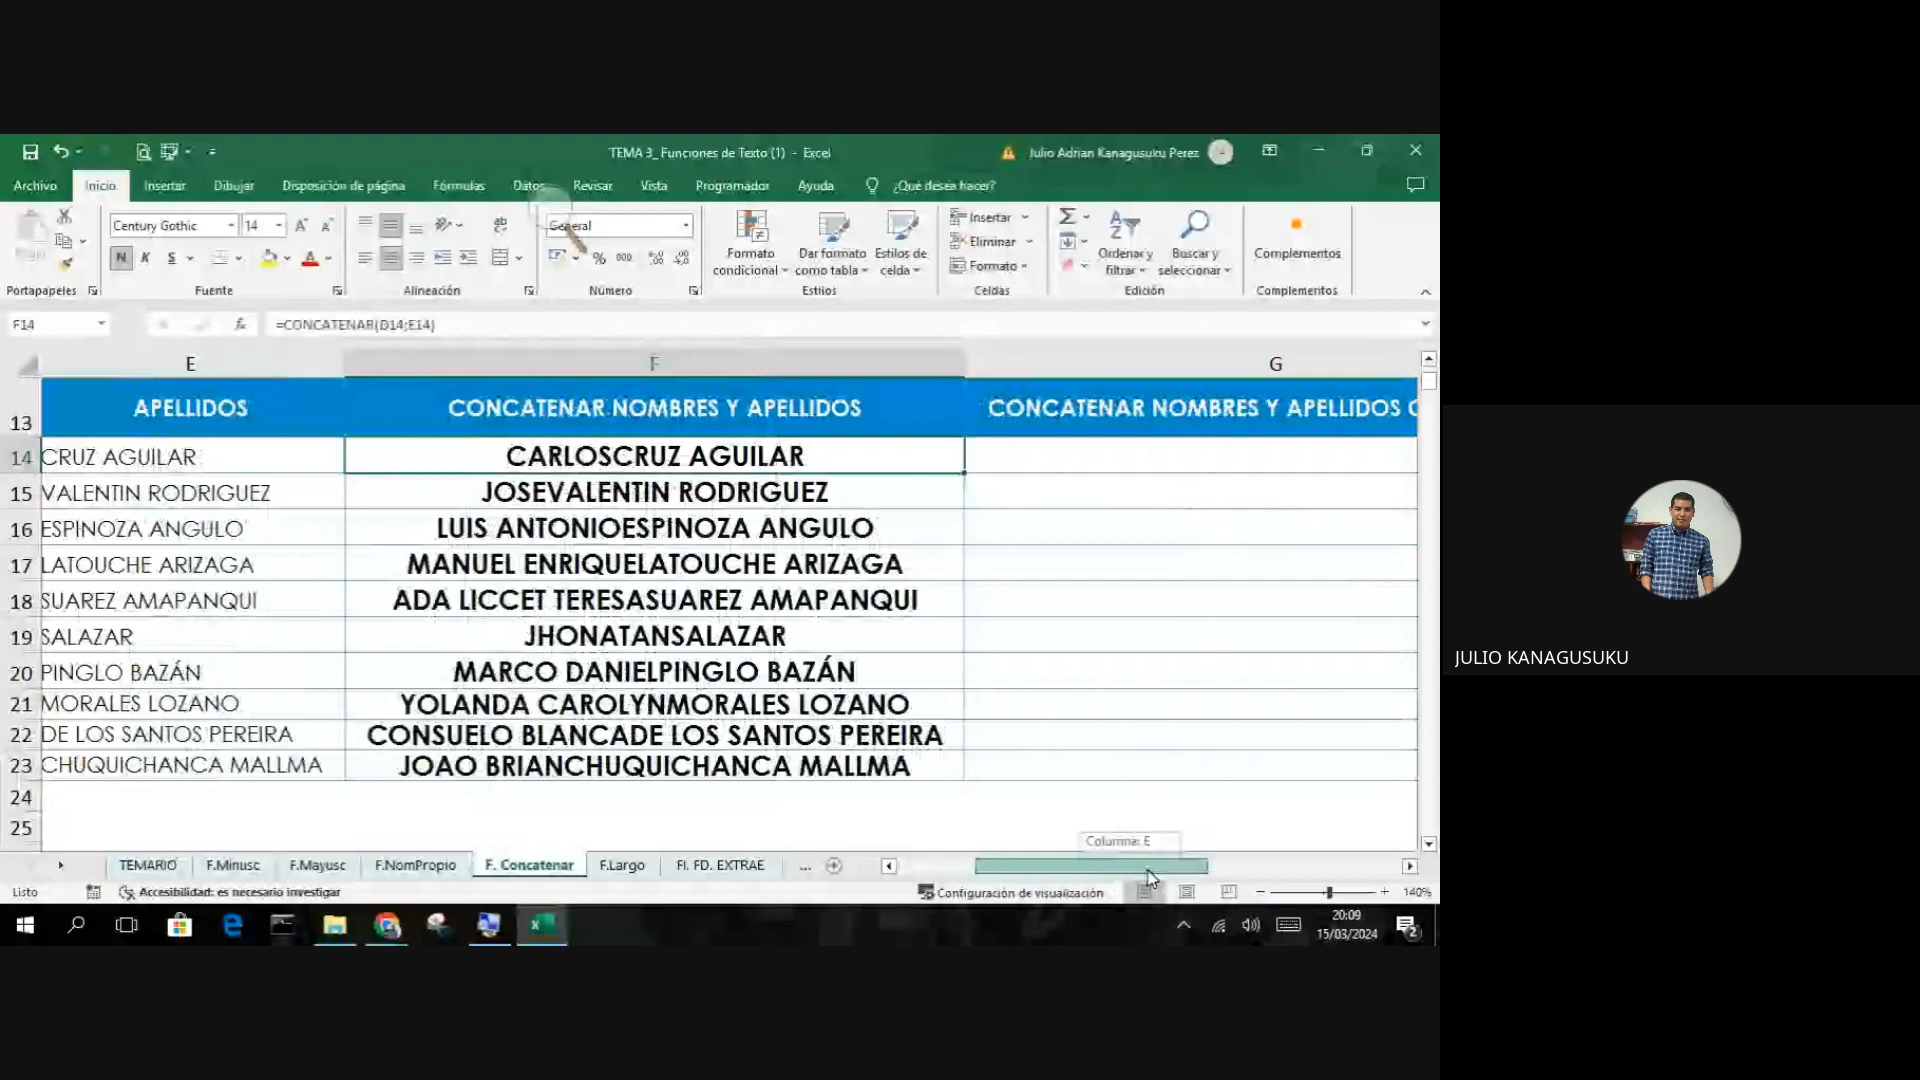 TEMA 3_ Funciones de Texto (1) - Excel
Julio Adrian Kanagusuku Perez
Archivo Inicio Insertar Dibujar Disposición de página Fórmulas Datos Revisar Vista Programador Ayuda ¿Qué desea hacer?
Century Gothic 14 General
N K S % 000
Formato condicional
Dar formato como tabla
Estilos de celda
Insertar
Eliminar
Formato
Ordenar y filtrar
Buscar y seleccionar
Complementos
Portapapeles Fuente Alineación Número Estilos Celdas Edición Complementos
F14 fx =CONCATENAR(D14;E14)
E F G
13 APELLIDOS CONCATENAR NOMBRES Y APELLIDOS CONCATENAR NOMBRES Y APELLIDOS
14 CRUZ AGUILAR CARLOSCRUZ AGUILAR
15 VALENTIN RODRIGUEZ JOSEVALENTIN RODRIGUEZ
16 ESPINOZA ANGULO LUIS ANTONIOESPINOZA ANGULO
17 LATOUCHE ARIZAGA MANUEL ENRIQUELATOUCHE ARIZAGA
18 SUAREZ AMAPANQUI ADA LICCET TERESASUAREZ AMAPANQUI
19 SALAZAR JHONATANSALAZAR
20 PINGLO BAZÁN MARCO DANIELPINGLO BAZÁN
21 MORALES LOZANO YOLANDA CAROLYNMORALES LOZANO
22 DE LOS SANTOS PEREIRA CONSUELO BLANCADE LOS SANTOS PEREIRA
23 CHUQUICHANCA MALLMA JOAO BRIANCHUQUICHANCA MALLMA
24
25
Columna: E
TEMARIO F.Minusc F.Mayusc F.NomPropio F. Concatenar F.Largo FI. FD. EXTRAE ...
Listo Accesibilidad: es necesario investigar Configuración de visualización 140%
20:09
15/03/2024
2
JULIO KANAGUSUKU